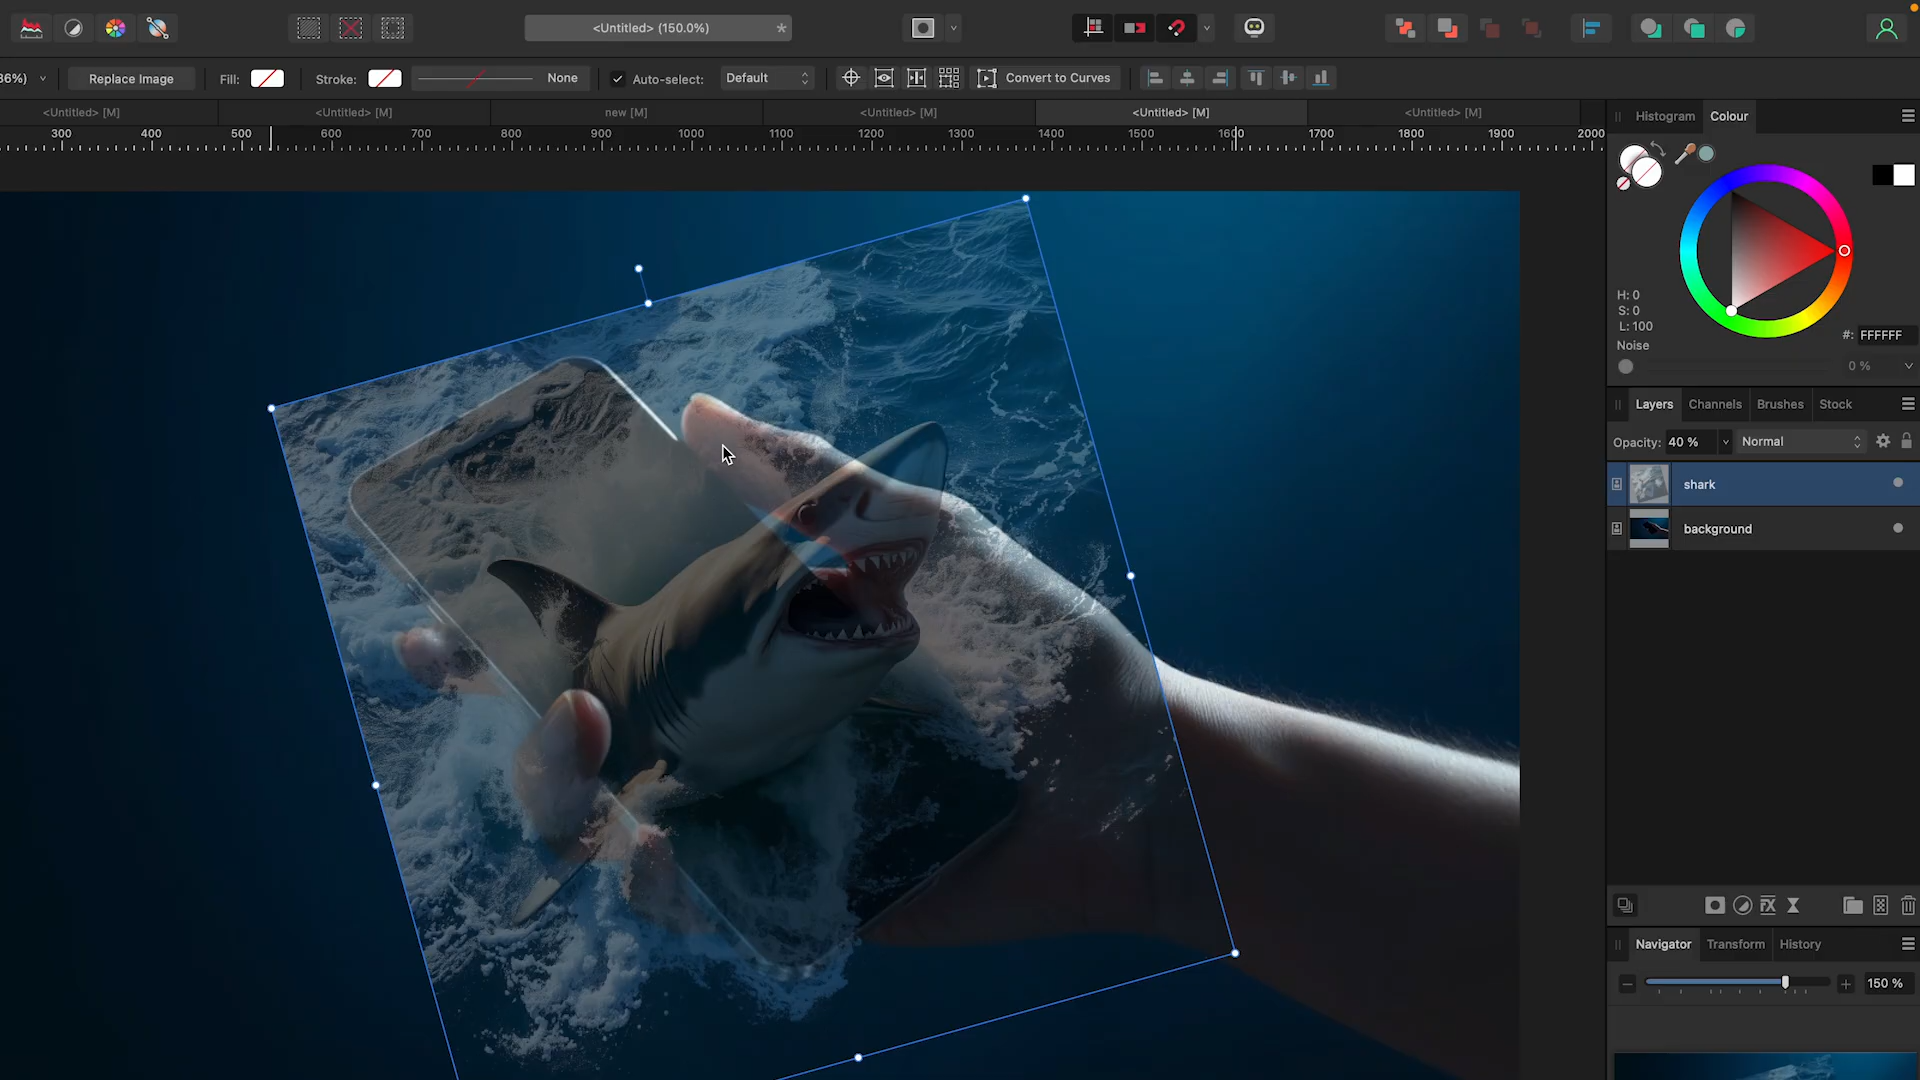 <Untitled> (150.0%)
*
36%)
Replace Image
Fill:
Stroke:
None
Auto-select:
Default
Convert to Curves
<Untitled> [M]
<Untitled> [M]
new [M]
<Untitled> [M]
<Untitled> [M]
<Untitled> [M]
300 400 500 600 700 800 900 1000 1100 1200 1300 1400 1500 1600 1700 1800 1900 2000
Histogram
Colour
H: 0
S: 0
L: 100
#: FFFFFF
Noise
0 %
Layers
Channels
Brushes
Stock
Opacity: 40 %
Normal
shark
background
FX
Navigator
Transform
History
150 %